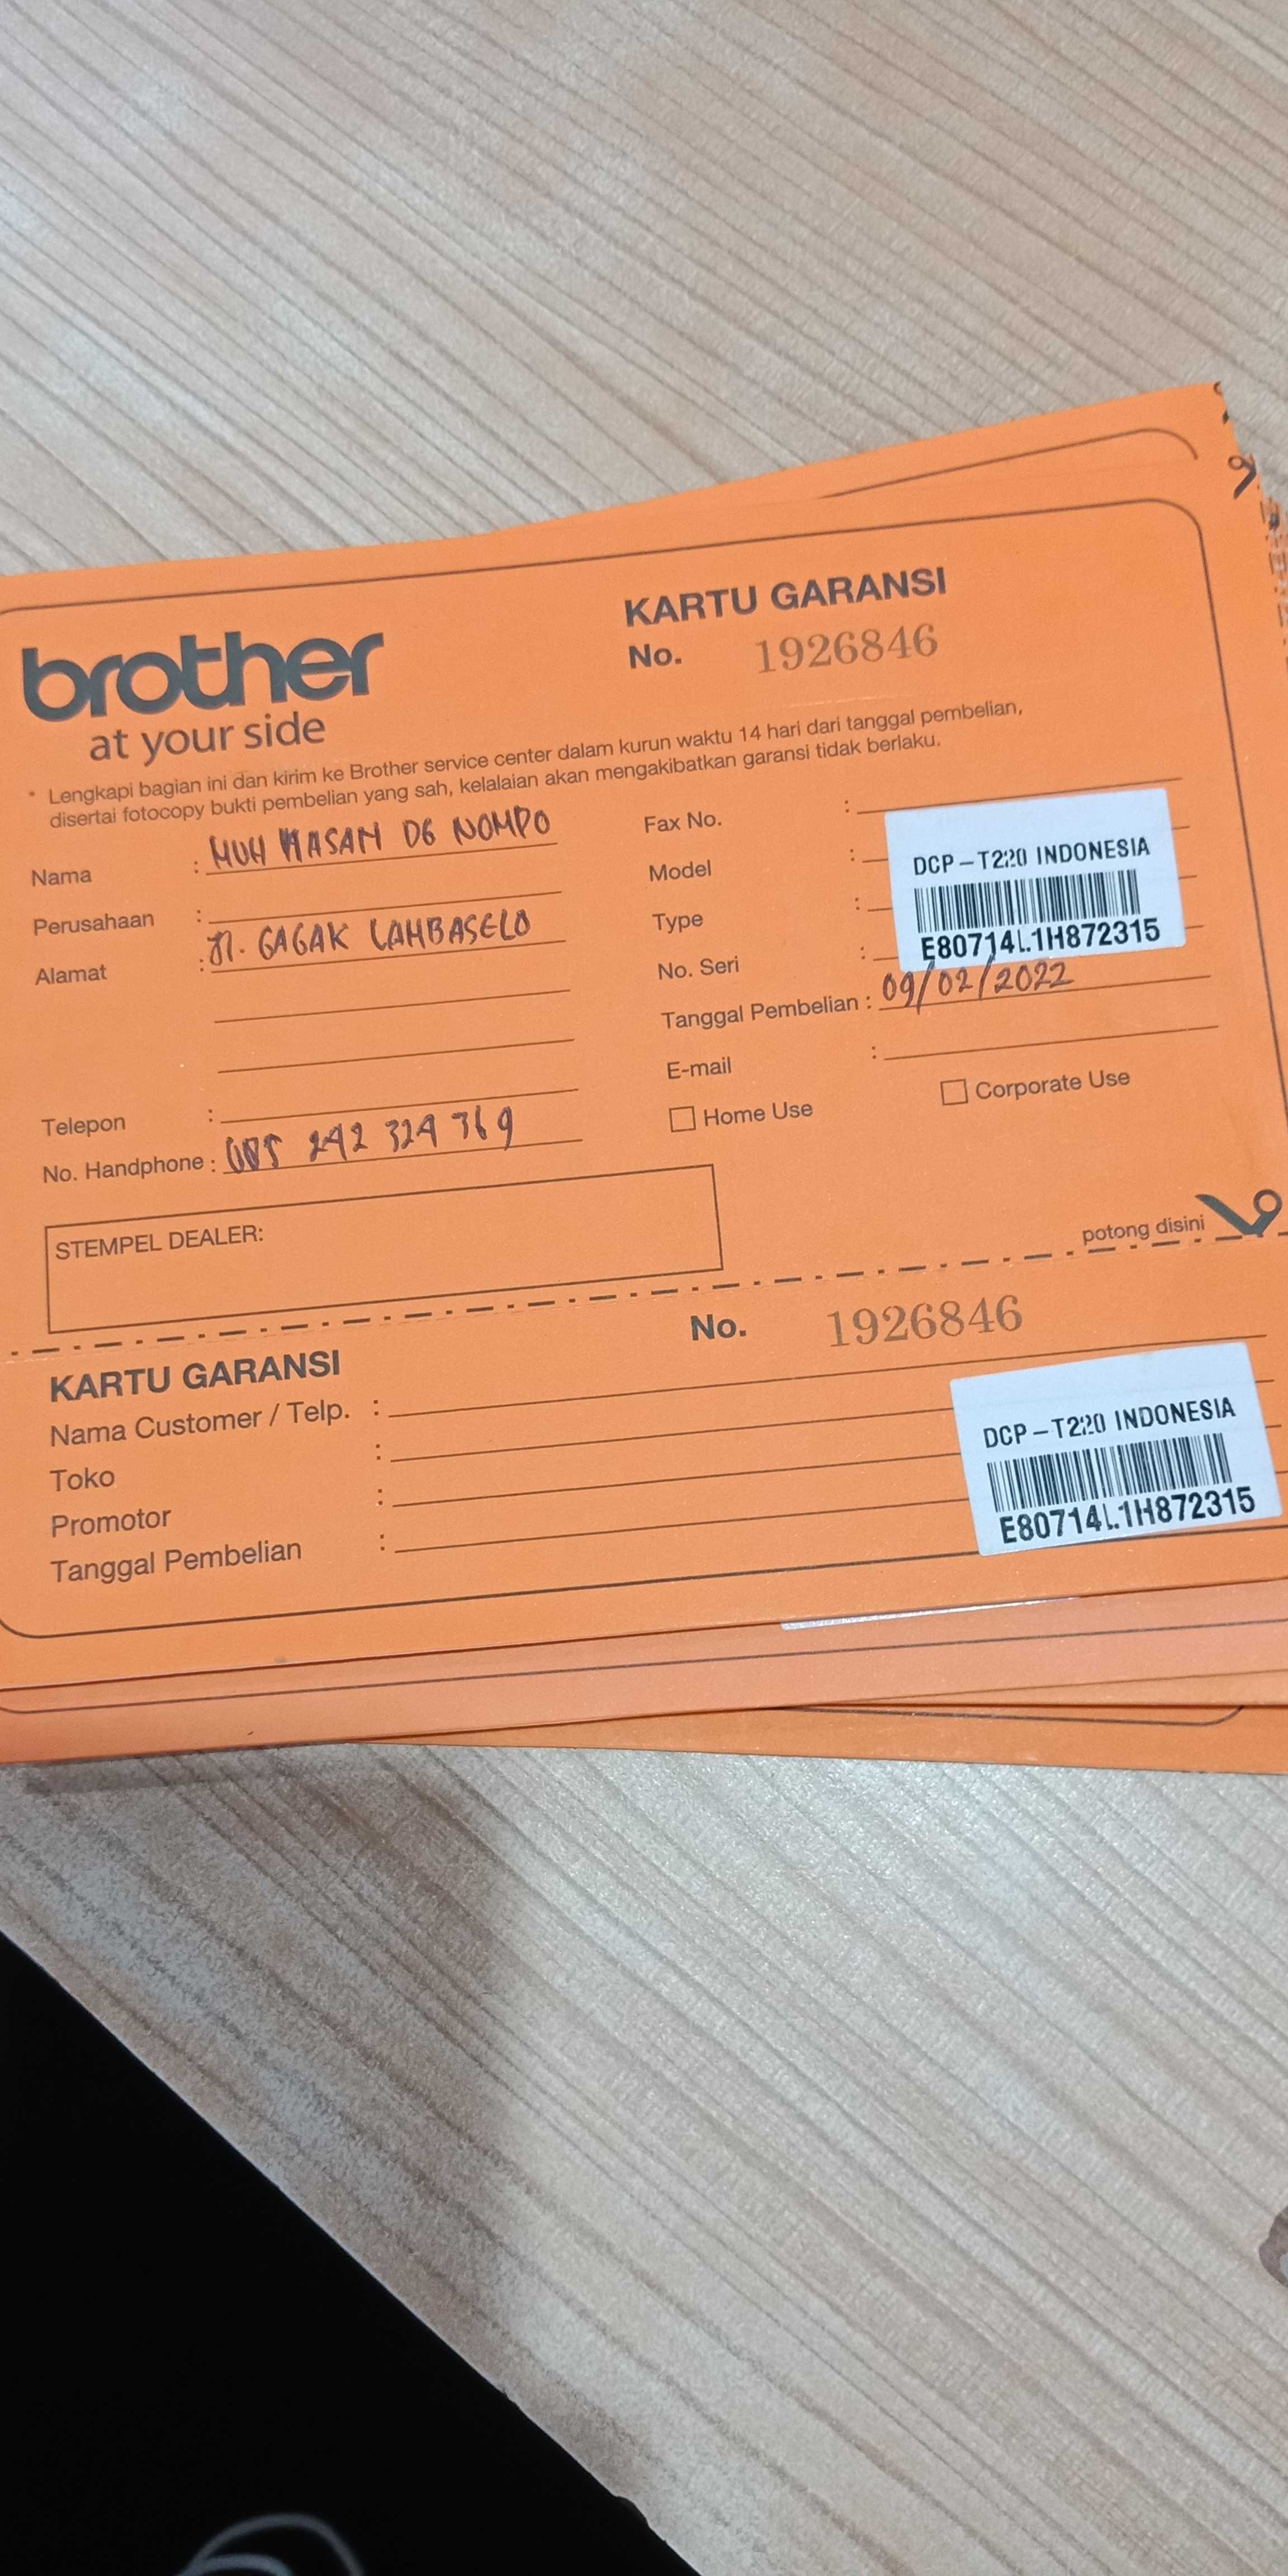 brother
at your side
KARTU GARANSI
No. 1926846
* Lengkapi bagian ini dan kirim ke Brother service center dalam kurun waktu 14 hari dari tanggal pembelian,
disertai fotocopy bukti pembelian yang sah, kelalaian akan mengakibatkan garansi tidak berlaku.
Nama : MUH HASAN DG NOMPO
Perusahaan :
Alamat : Jl. GAGAK LAMBASELO
Telepon :
No. Handphone : 085 242 324 769
Fax No. :
Model :
Type :
No. Seri :
DCP-T220 INDONESIA
E80714L1H872315
Tanggal Pembelian : 09/02/2022
E-mail :
Home Use
Corporate Use
STEMPEL DEALER:
potong disini
KARTU GARANSI
No. 1926846
Nama Customer / Telp. :
Toko :
Promotor :
Tanggal Pembelian :
DCP-T220 INDONESIA
E80714L1H872315